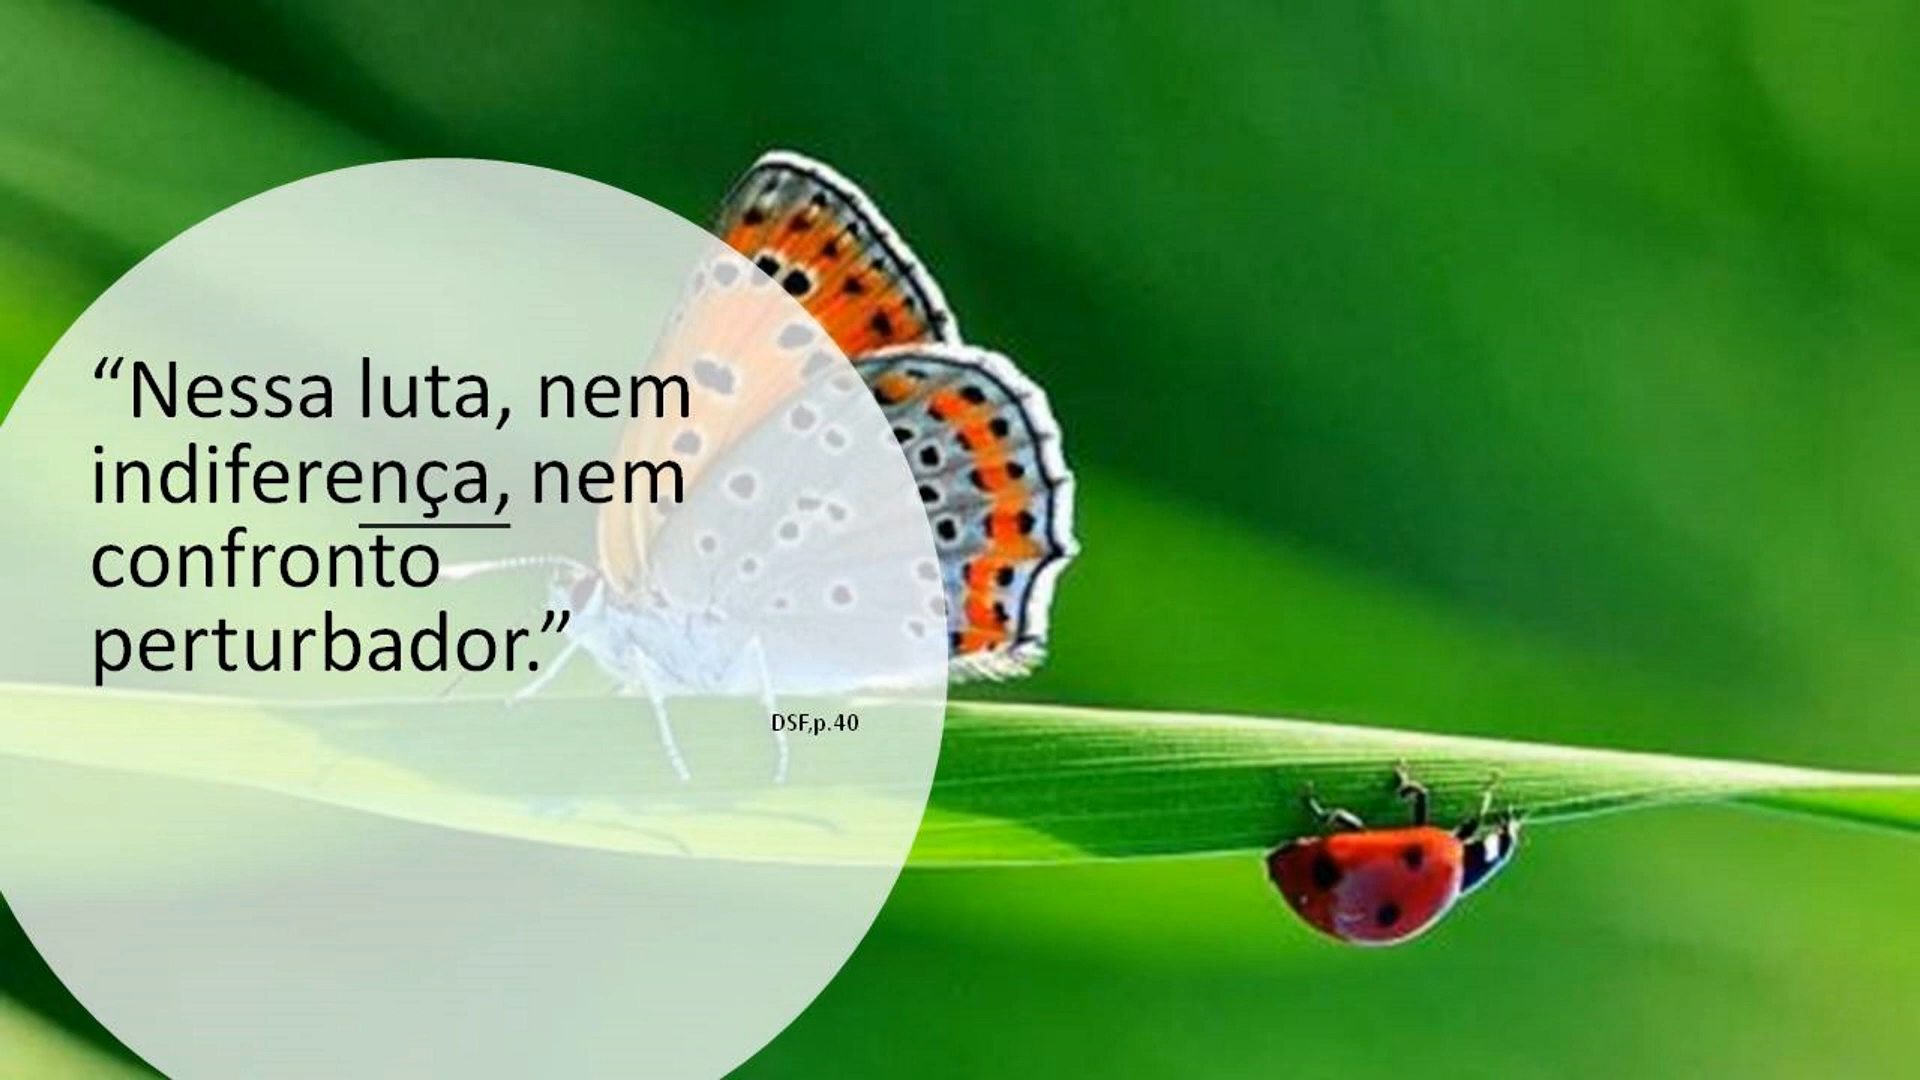 “Nessa luta, nem
indiferença, nem
confronto
perturbador.”
DSF,p.40